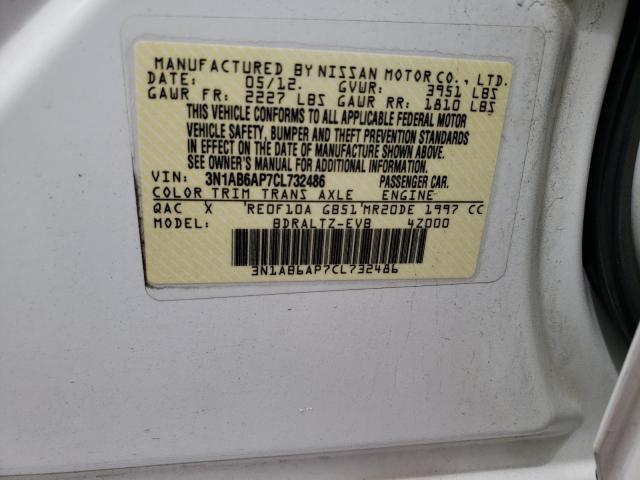 MANUFACTURED BY NISSAN MOTOR CO., LTD.
DATE: 05/12. GVWR: 3951 LBS
GAWR FR: 2227 LBS GAWR RR: 1810 LBS
THIS VEHICLE CONFORMS TO ALL APPLICABLE FEDERAL MOTOR
VEHICLE SAFETY, BUMPER AND THEFT PREVENTION STANDARDS
IN EFFECT ON THE DATE OF MANUFACTURE SHOWN ABOVE.
SEE OWNER'S MANUAL FOR ADDITIONAL INFORMATION.
VIN: 3N1AB6AP7CL732486 PASSENGER CAR.
COLOR TRIM TRANS AXLE ENGINE
QAC X RE0F10A GB51 MR20DE 1997 CC
MODEL: BDRALTZ-EVB 4Z000
3N1AB6AP7CL732486